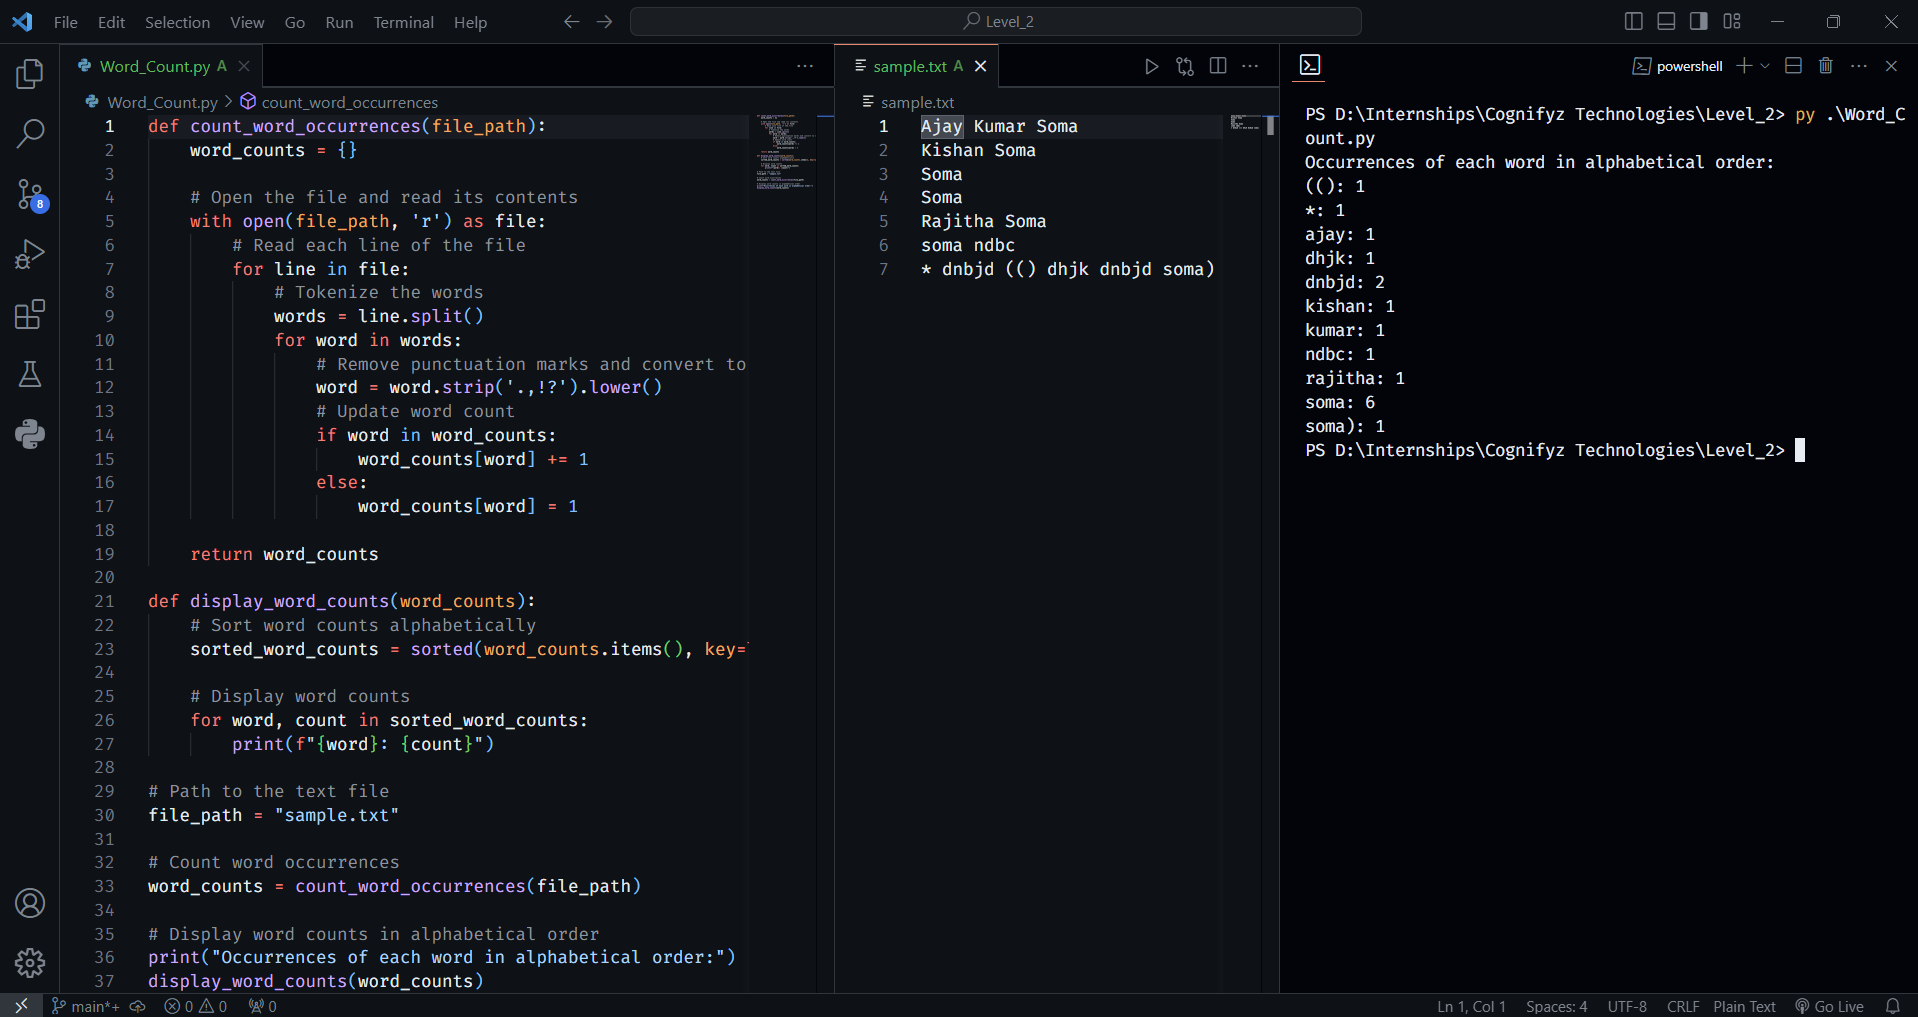 File Edit Selection View Go Run Terminal Help
Level_2
Word_Count.py A
Word_Count.py > count_word_occurrences
1 def count_word_occurrences(file_path):
2     word_counts = {}
3
4     # Open the file and read its contents
5     with open(file_path, 'r') as file:
6         # Read each line of the file
7         for line in file:
8             # Tokenize the words
9             words = line.split()
10             for word in words:
11                 # Remove punctuation marks and convert to
12                 word = word.strip('.,!?').lower()
13                 # Update word count
14                 if word in word_counts:
15                     word_counts[word] += 1
16                 else:
17                     word_counts[word] = 1
18
19     return word_counts
20
21 def display_word_counts(word_counts):
22     # Sort word counts alphabetically
23     sorted_word_counts = sorted(word_counts.items(), key=
24
25     # Display word counts
26     for word, count in sorted_word_counts:
27         print(f"{word}: {count}")
28
29 # Path to the text file
30 file_path = "sample.txt"
31
32 # Count word occurrences
33 word_counts = count_word_occurrences(file_path)
34
35 # Display word counts in alphabetical order
36 print("Occurrences of each word in alphabetical order:")
37 display_word_counts(word_counts)
sample.txt A
sample.txt
1 Ajay Kumar Soma
2 Kishan Soma
3 Soma
4 Soma
5 Rajitha Soma
6 soma ndbc
7 * dnbjd (() dhjk dnbjd soma)
powershell
PS D:\Internships\Cognifyz Technologies\Level_2> py .\Word_C
ount.py
Occurrences of each word in alphabetical order:
((): 1
*: 1
ajay: 1
dhjk: 1
dnbjd: 2
kishan: 1
kumar: 1
ndbc: 1
rajitha: 1
soma: 6
soma): 1
PS D:\Internships\Cognifyz Technologies\Level_2>
8
main*+ 0 0 0 Ln 1, Col 1 Spaces: 4 UTF-8 CRLF Plain Text Go Live